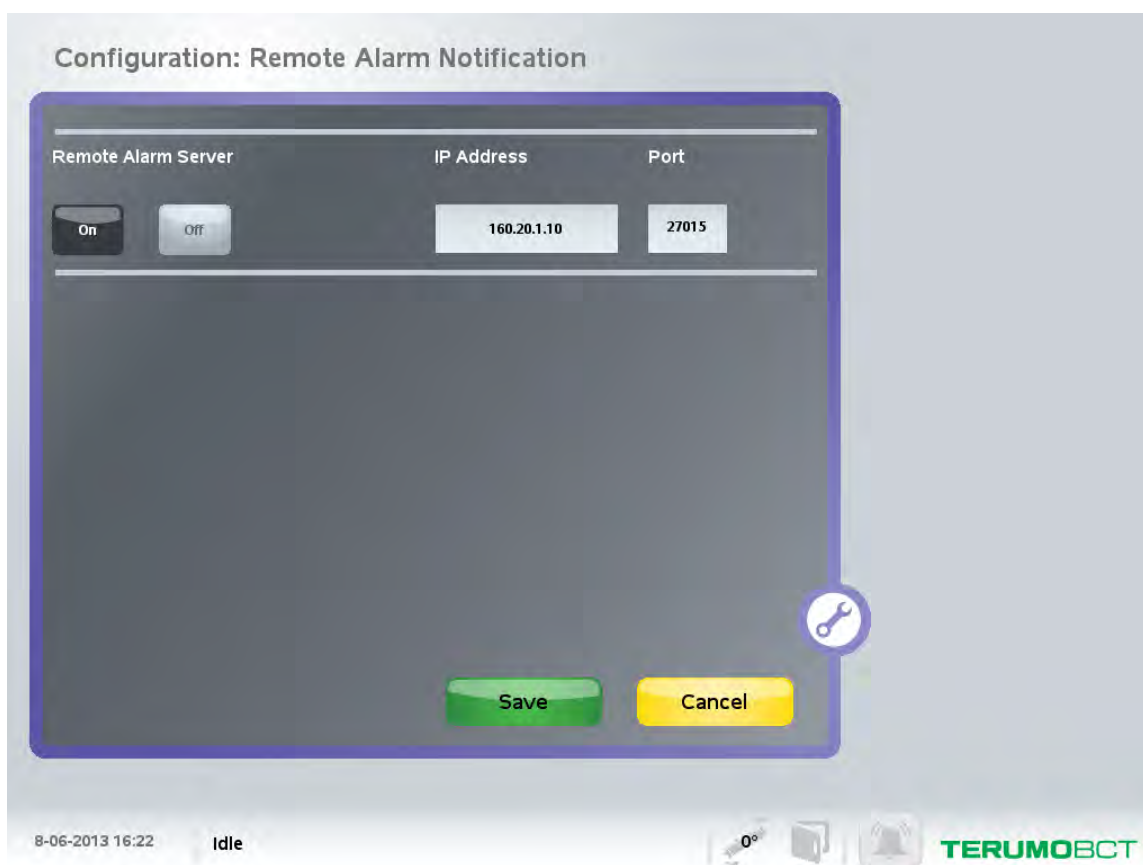 Configuration: Remote Alarm Notification
Remote Alarm Server IP Address Port
On Off 160.20.1.10 27015
Save Cancel
8-06-2013 16:22 Idle 0° TERUMOBCT